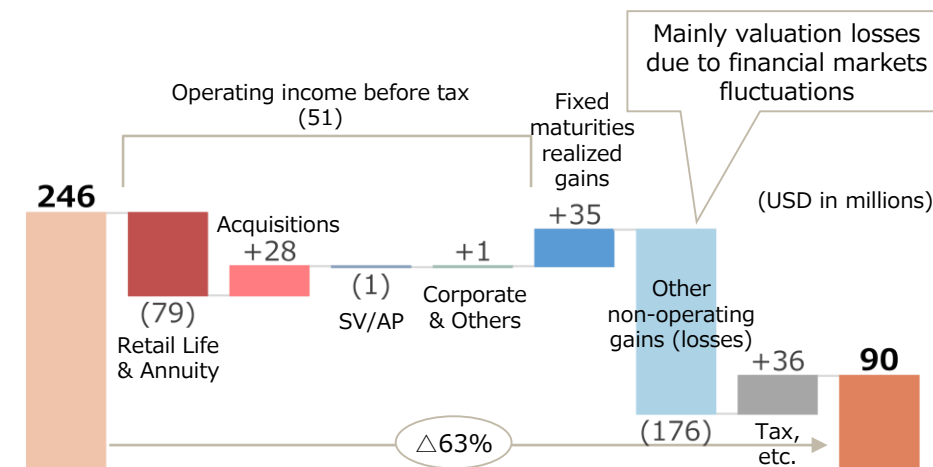 Mainly valuation losses
due to financial markets
fluctuations
Operating income before tax
(51)
Fixed
maturities
realized
gains
(USD in millions)
246
Acquisitions
+28
+35
(79)
Retail Life
& Annuity
(1)
SV/AP
+1
Corporate
& Others
Other
non-operating
gains (losses)
(176)
+36
Tax,
etc.
90
△63%